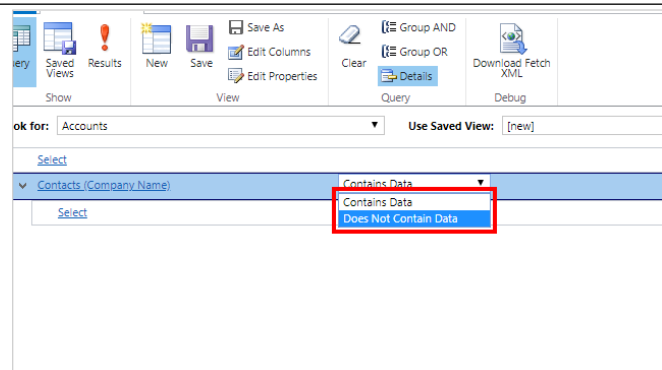 ery
Saved Views
Results
New
Save
Save As
Edit Columns
Edit Properties
Clear
Group AND
Group OR
Details
Download Fetch XML
Show
View
Query
Debug
ok for: Accounts
Use Saved View: [new]
Select
Contacts (Company Name)
Contains Data
Contains Data
Does Not Contain Data
Select